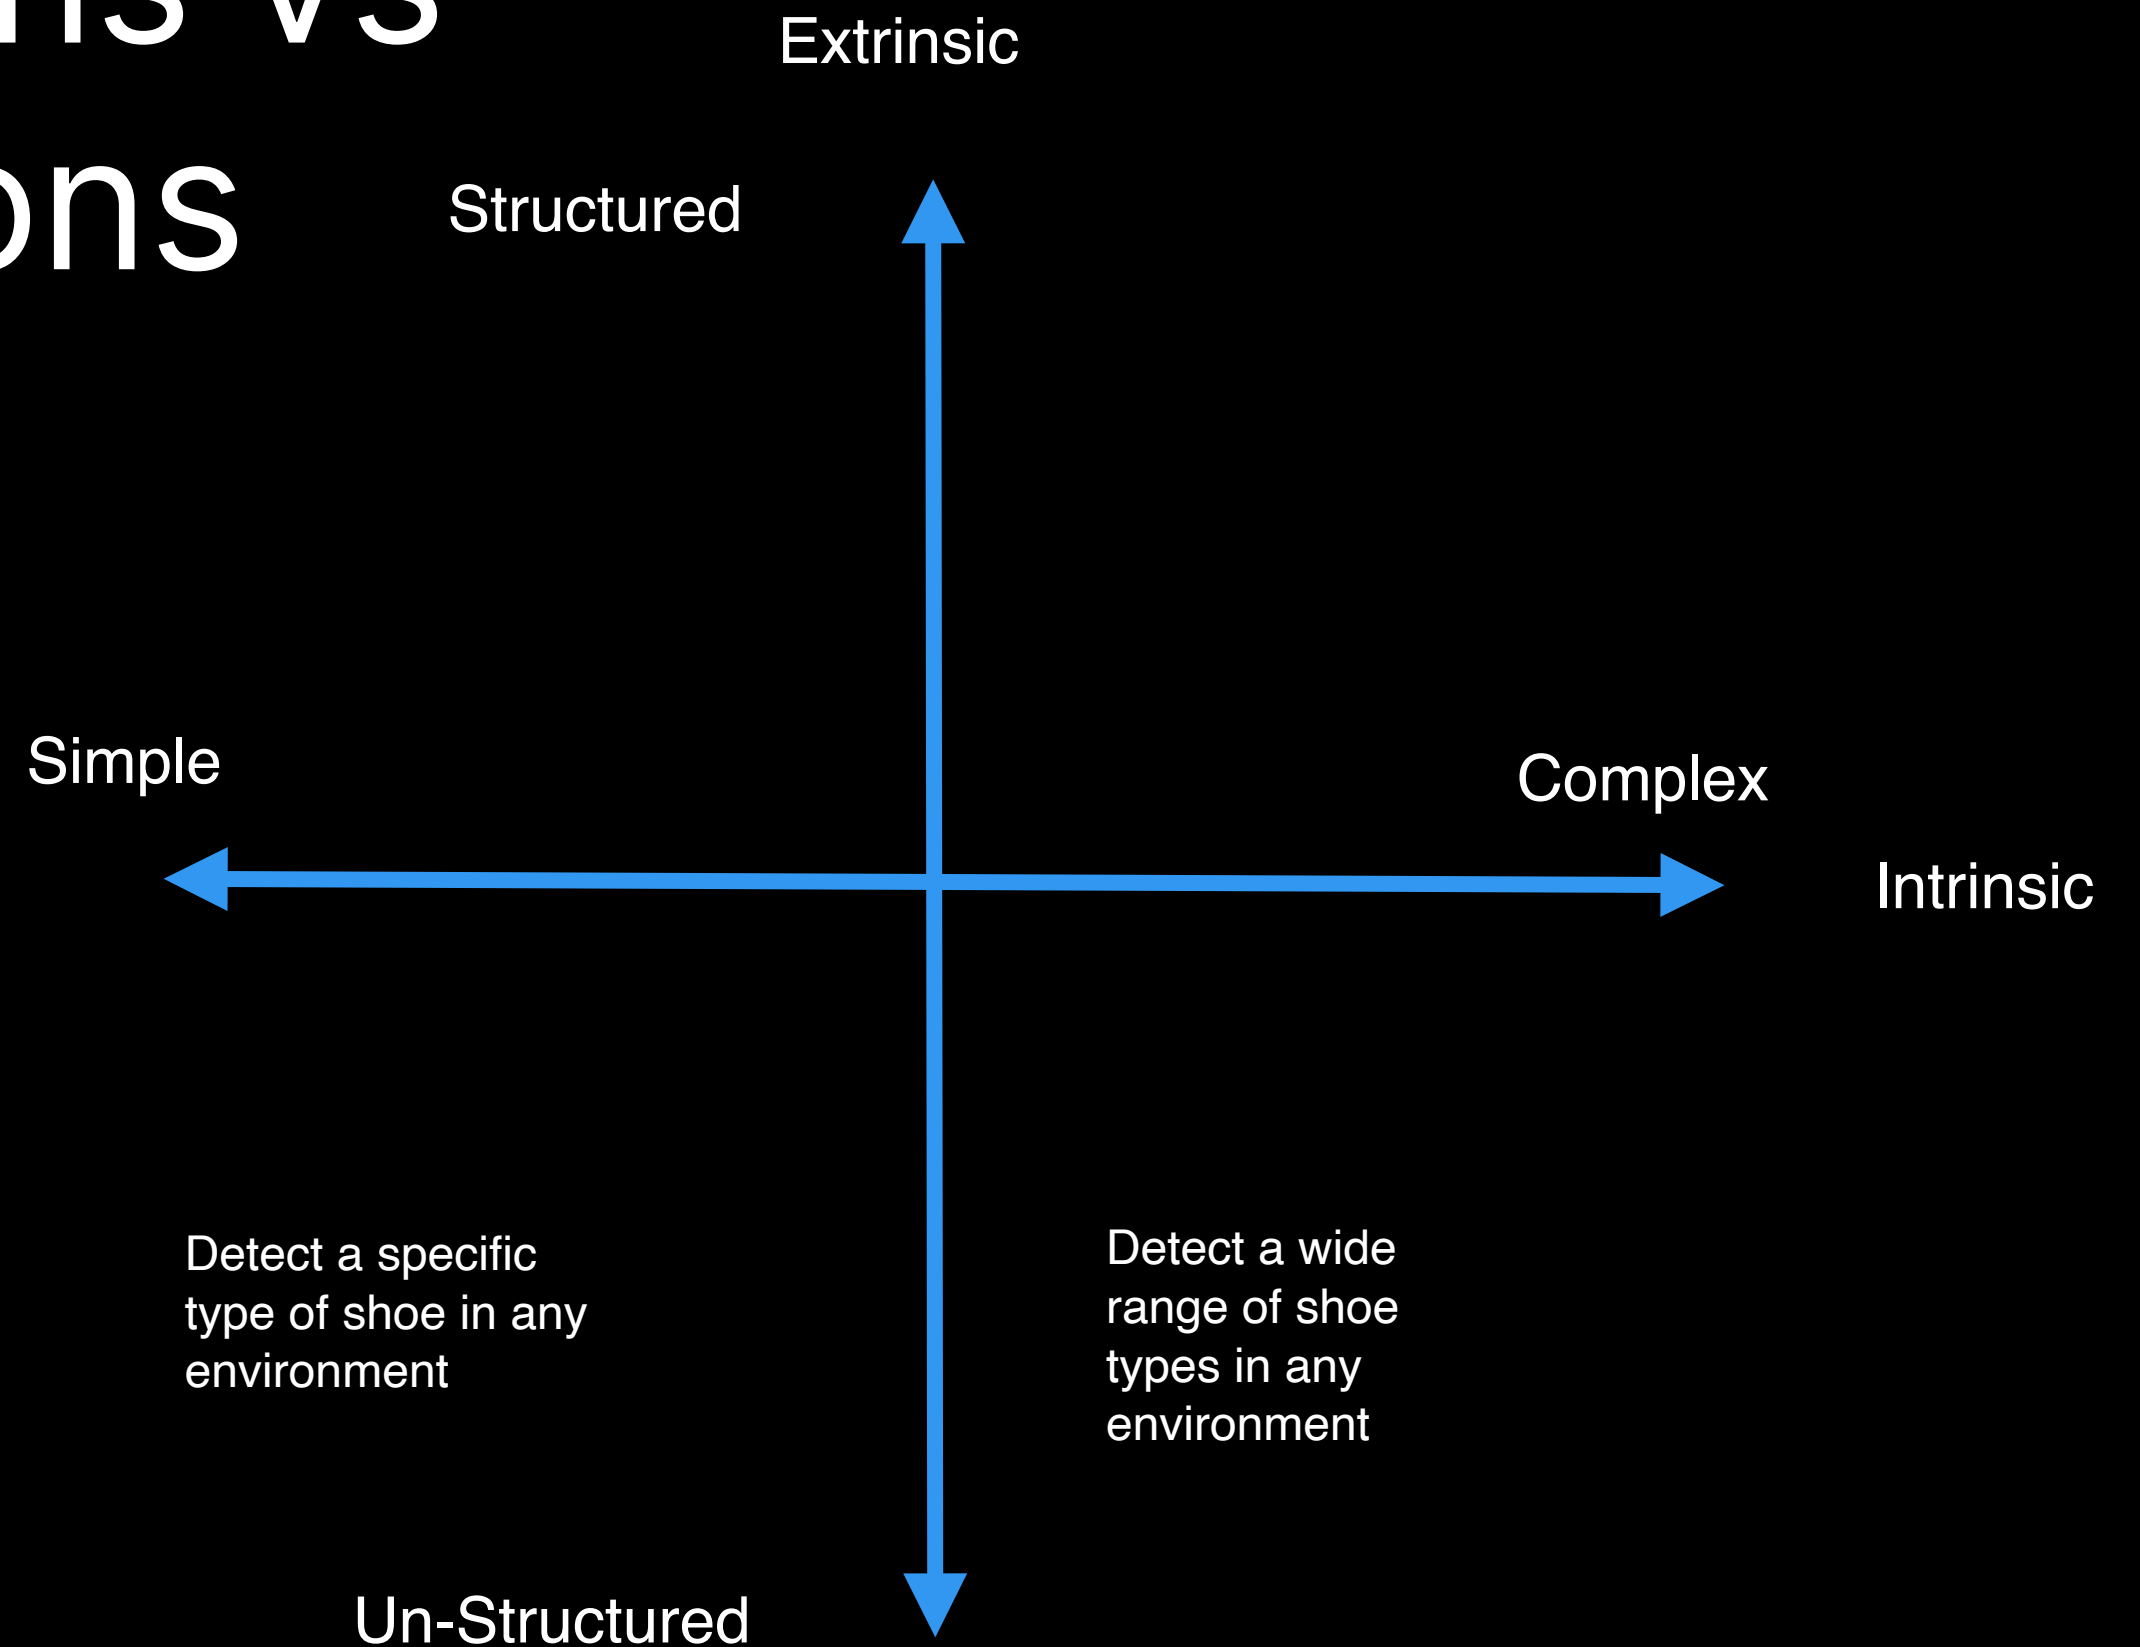 Extrinsic
Structured
Simple
Complex
Intrinsic
Detect a specific
type of shoe in any
environment
Detect a wide
range of shoe
types in any
environment
Un-Structured